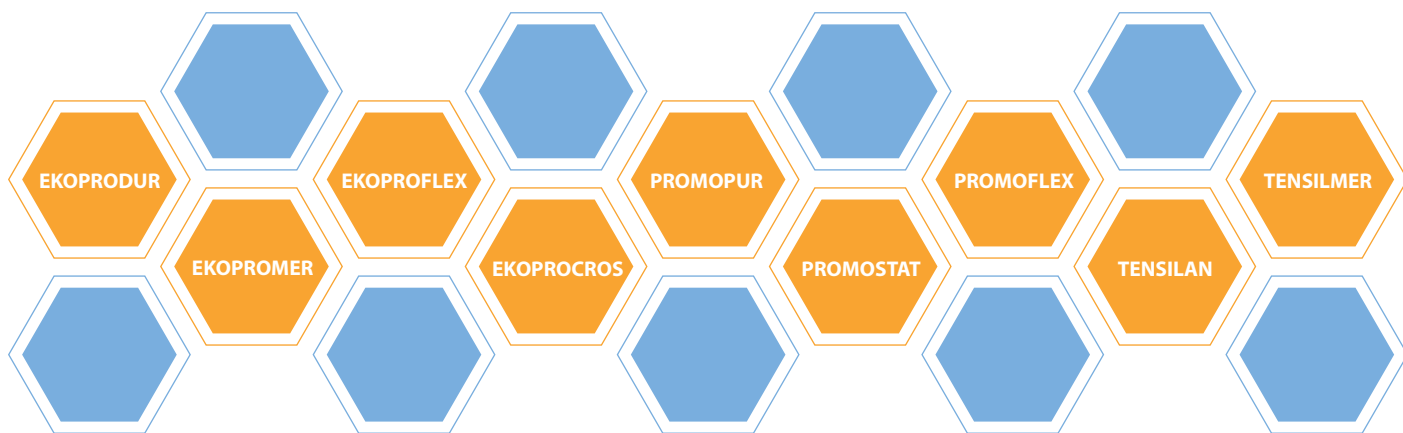 EKOPRODUR
EKOPROFLEX
PROMOPUR
PROMOFLEX
TENSILMER
EKOPROMER
EKOPROCROS
PROMOSTAT
TENSILAN